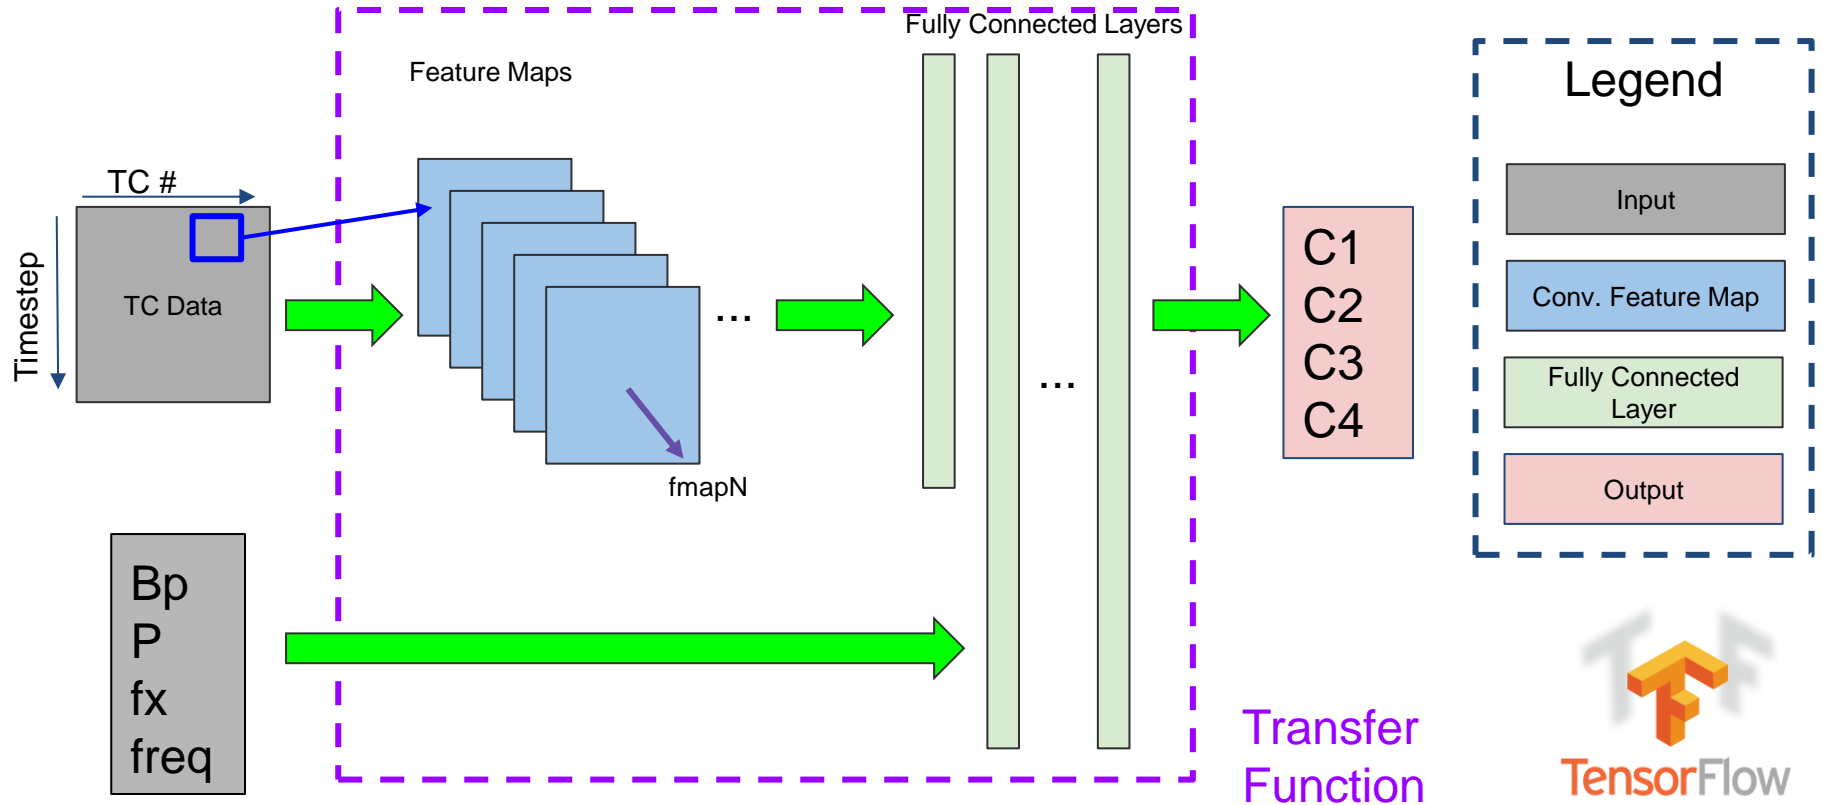 Fully Connected Layers
Feature Maps
TC #
Timestep
TC Data
...
fmapN
...
Bp
P
fx
freq
C1
C2
C3
C4
Transfer
Function
Legend
Input
Conv. Feature Map
Fully Connected
Layer
Output
TensorFlow